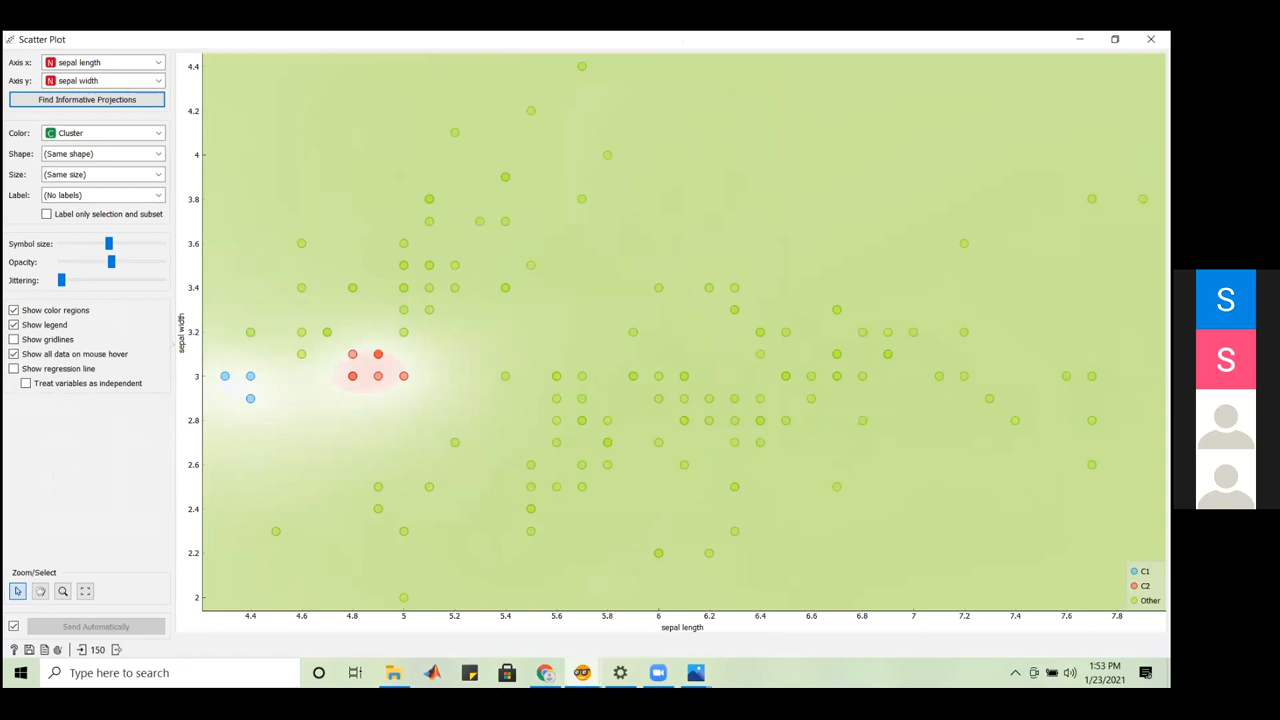 Scatter Plot
Axis x: N sepal length
Axis y: N sepal width
Find Informative Projections
Color: C Cluster
Shape: (Same shape)
Size: (Same size)
Label: (No labels)
Label only selection and subset
Symbol size:
Opacity:
Jittering:
Show color regions
Show legend
Show gridlines
Show all data on mouse hover
Show regression line
Treat variables as independent
Zoom/Select
Send Automatically
? 150
4.4
4.2
4
3.8
3.6
3.4
3.2
3
2.8
2.6
2.4
2.2
2
sepal width
4.4 4.6 4.8 5 5.2 5.4 5.6 5.8 6 6.2 6.4 6.6 6.8 7 7.2 7.4 7.6 7.8
sepal length
C1
C2
Other
S
S
Type here to search
1:53 PM
1/23/2021